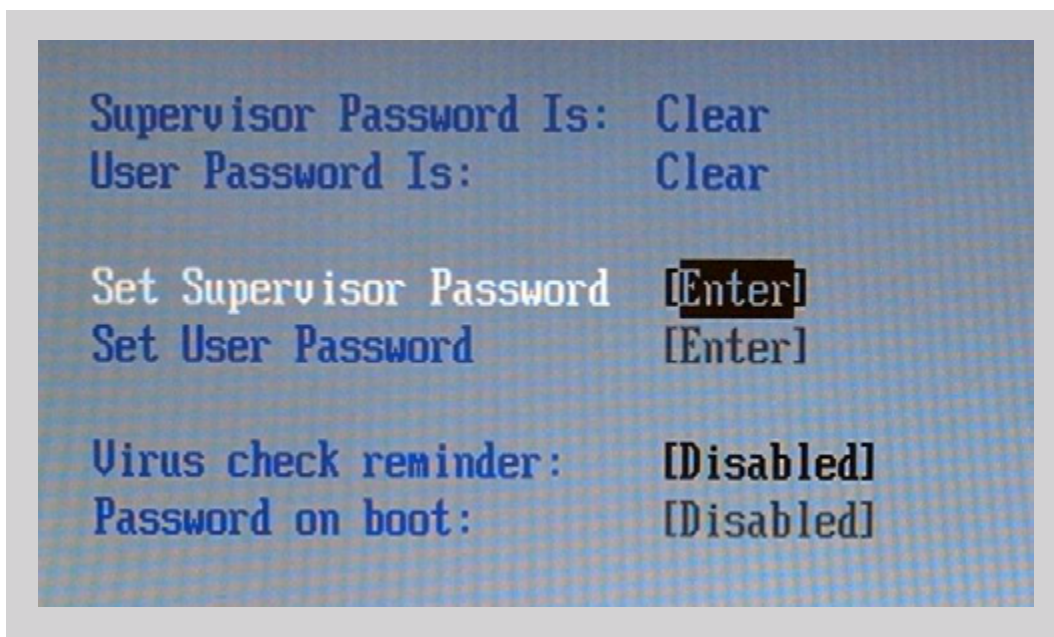 Supervisor Password Is: Clear
User Password Is: Clear
Set Supervisor Password [Enter]
Set User Password [Enter]
Virus check reminder: [Disabled]
Password on boot: [Disabled]